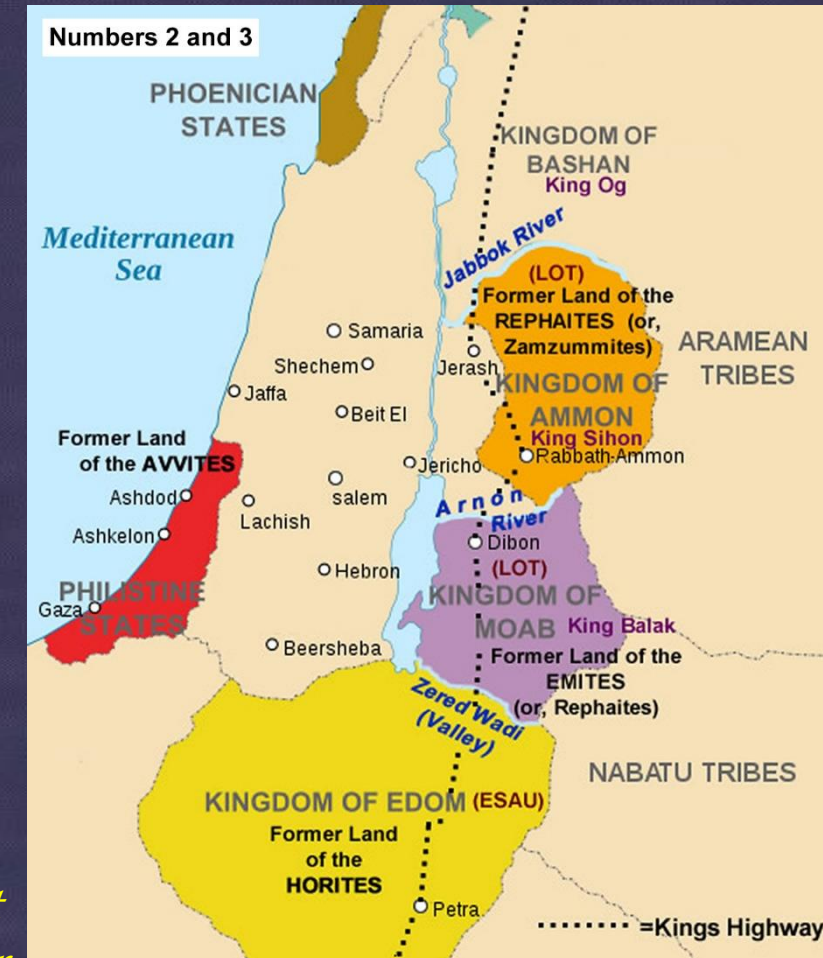 Numbers 2 and 3
PHOENICIAN
STATES
KINGDOM OF
BASHAN
King Og
Mediterranean
Sea
Jabbok River
(LOT)
Former Land of the
REPHAITES (or,
Zamzummites)
ARAMEAN
TRIBES
Samaria
Shechem
Jerash
KINGDOM OF
AMMON
King Sihon
Rabbath-Ammon
Jaffa
Beit El
Former Land
of the AVVITES
Jericho
Ashdod
salem
Lachish
Arnon
River
Ashkelon
Dibon
(LOT)
Hebron
KINGDOM OF
MOAB
King Balak
PHILISTINE
STATES
Gaza
Beersheba
Former Land of the
EMITES
(or, Rephaites)
Zered Wadi
(Valley)
NABATU TRIBES
KINGDOM OF EDOM (ESAU)
Former Land
of the
HORITES
Petra
=Kings Highway